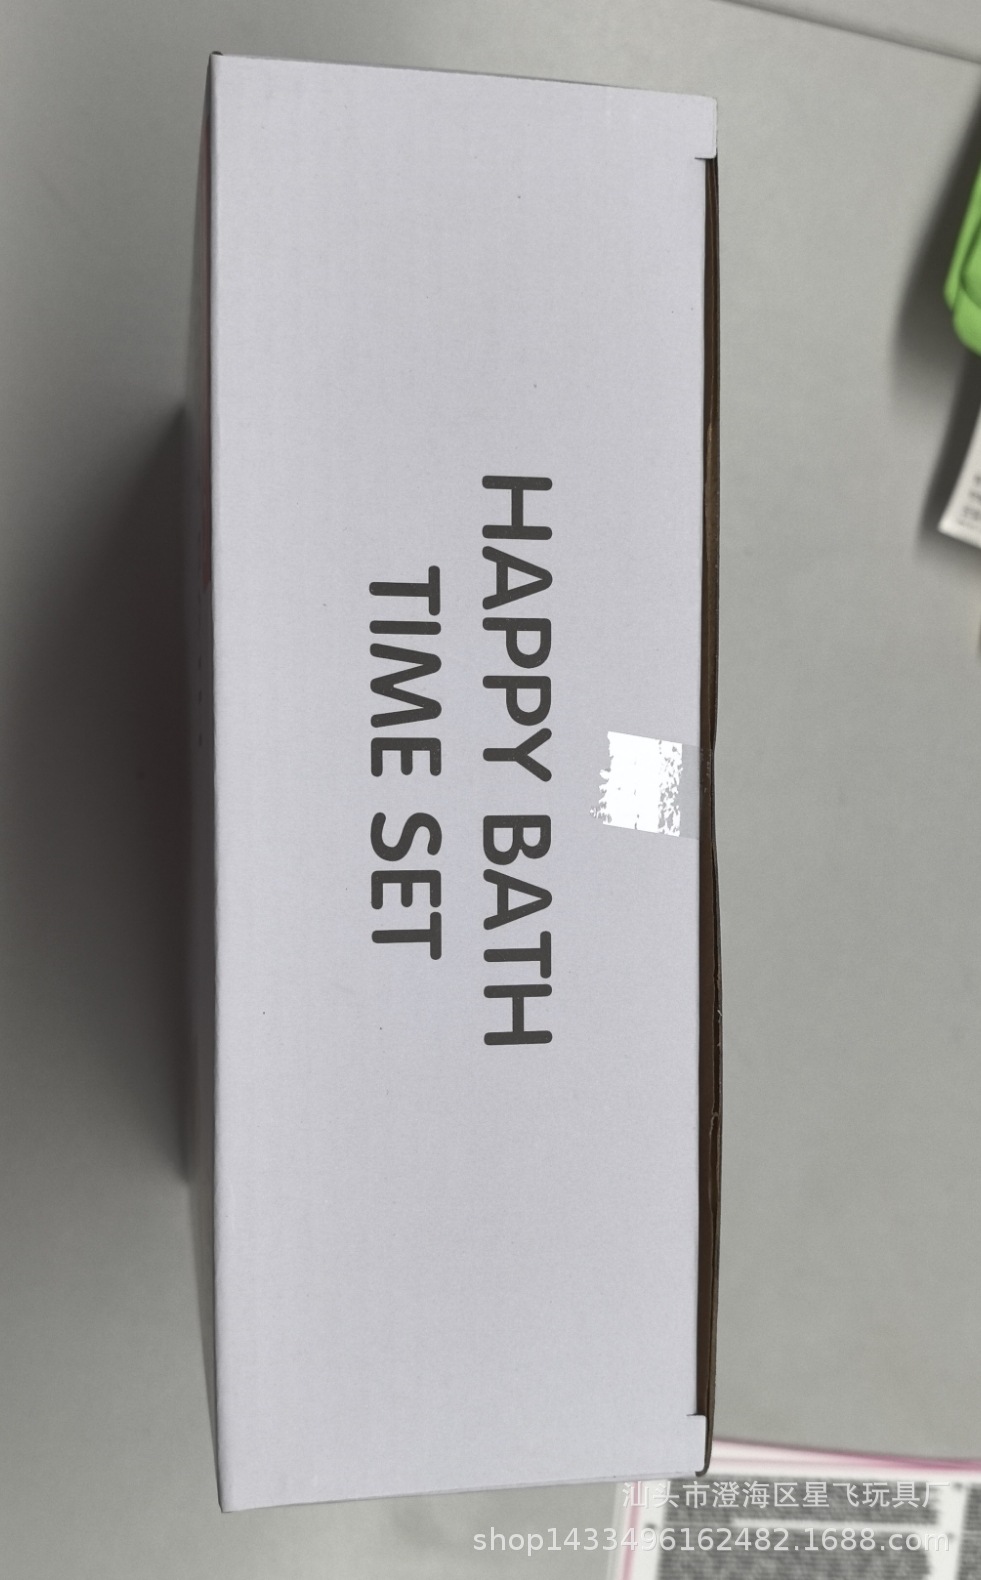 HAPPY BATH
TIME SET
汕头市澄海区星飞玩具厂
shop1433496162482.1688.com